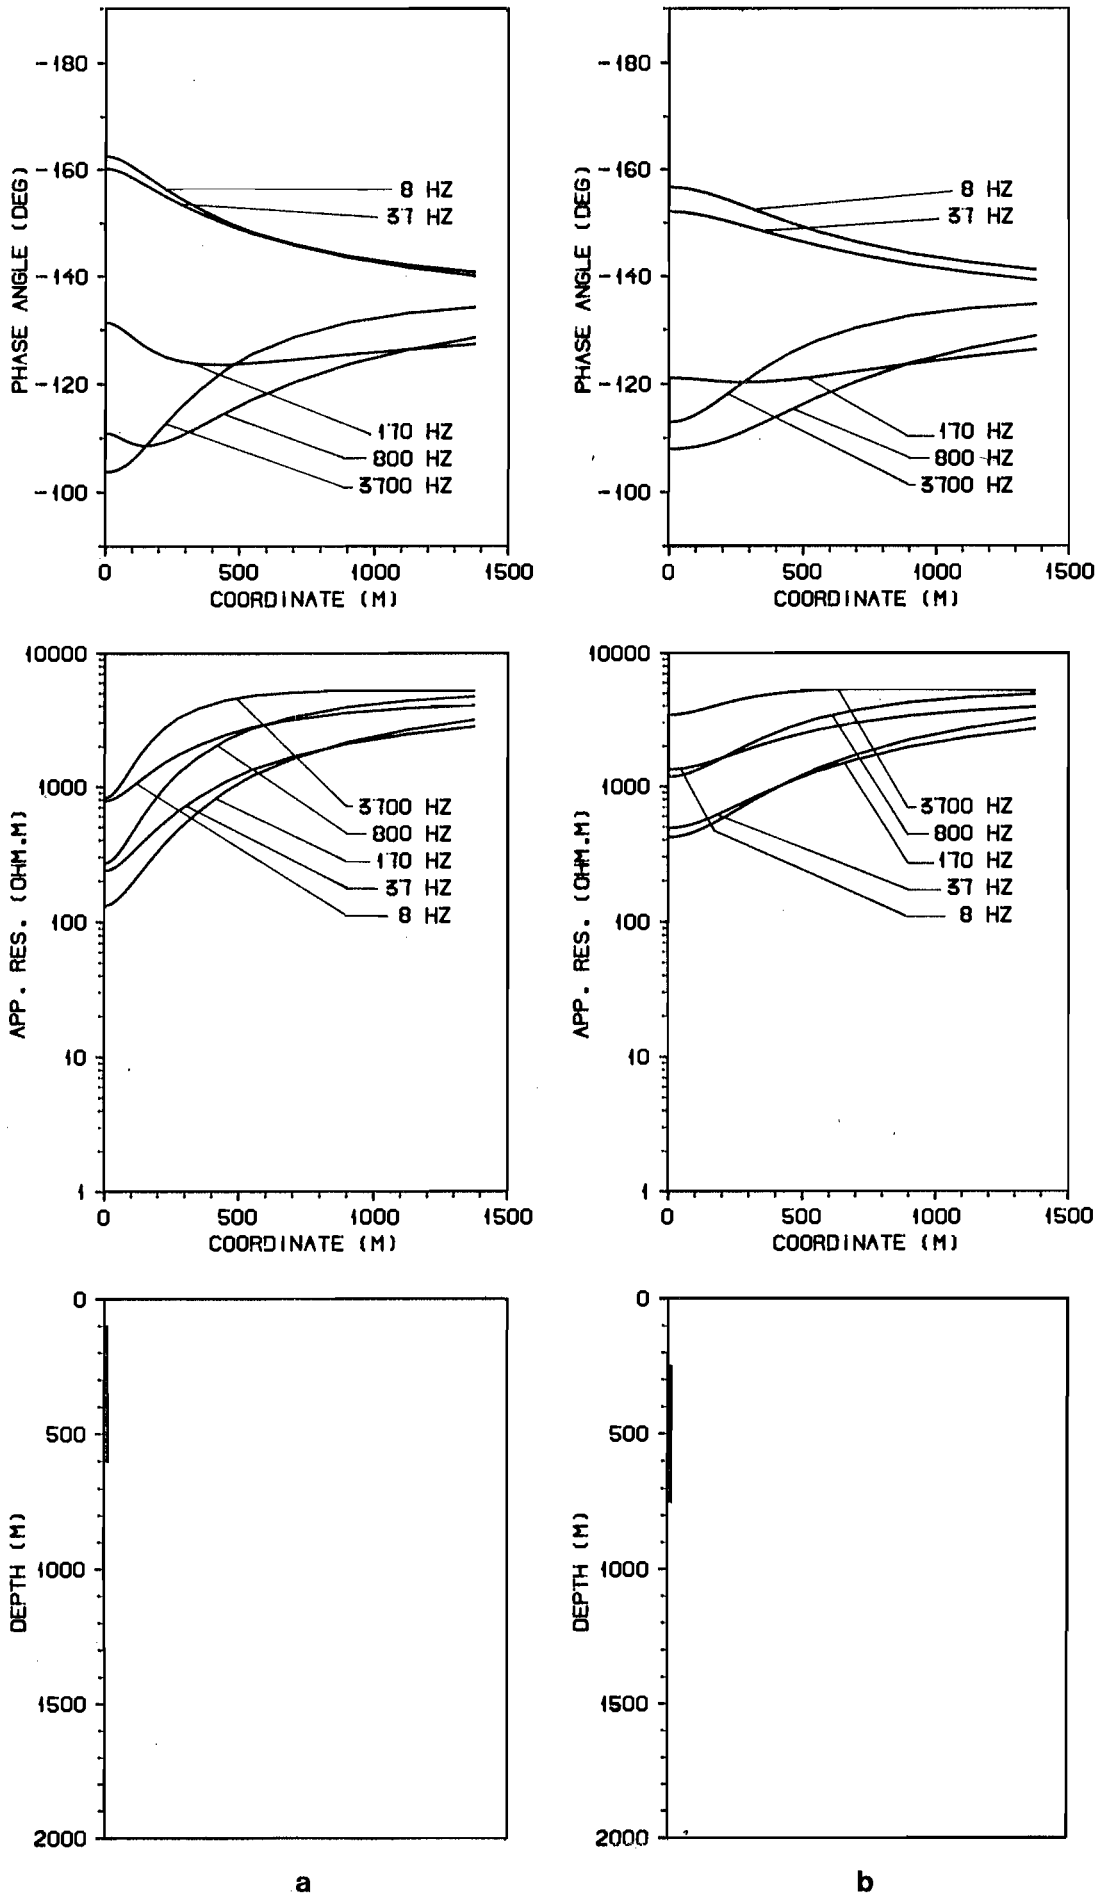 -180
-160
-140
-120
-100
PHASE ANGLE (DEG)
8 HZ
37 HZ
170 HZ
800 HZ
3700 HZ
0 500 1000 1500
COORDINATE (M)
-180
-160
-140
-120
-100
PHASE ANGLE (DEG)
8 HZ
37 HZ
170 HZ
800 HZ
3700 HZ
0 500 1000 1500
COORDINATE (M)
10000
1000
100
10
1
APP. RES. (OHM.M)
3700 HZ
800 HZ
170 HZ
37 HZ
8 HZ
0 500 1000 1500
COORDINATE (M)
10000
1000
100
10
1
APP. RES. (OHM.M)
3700 HZ
800 HZ
170 HZ
37 HZ
8 HZ
0 500 1000 1500
COORDINATE (M)
0
500
1000
1500
2000
DEPTH (M)
a
0
500
1000
1500
2000
DEPTH (M)
b